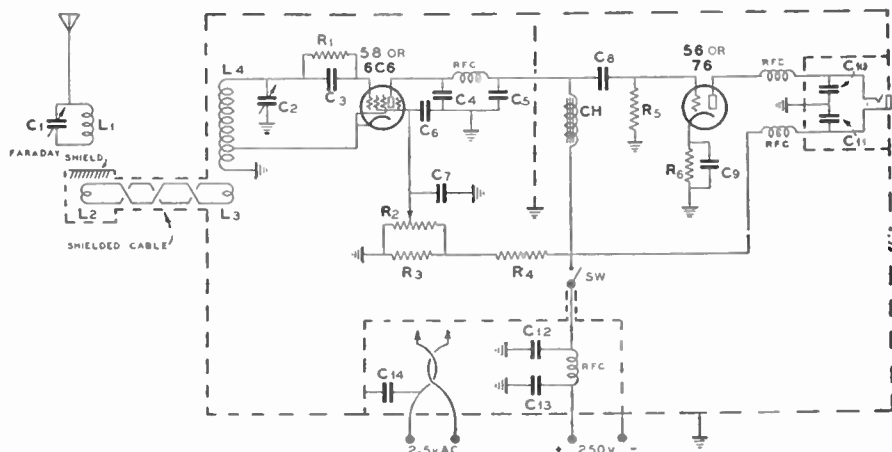 58 OR
6C6
56 OR
76
R1
RFC
C8
RFC
C10
L4
C2
C3
C4
C5
C6
CH
R5
C1
L1
FARADAY
SHIELD
RFC
C11
R6
C9
C7
L2
L3
SHIELDED CABLE
R2
R3
R4
SW
C12
RFC
C14
C13
2.5V AC
+ 250V -